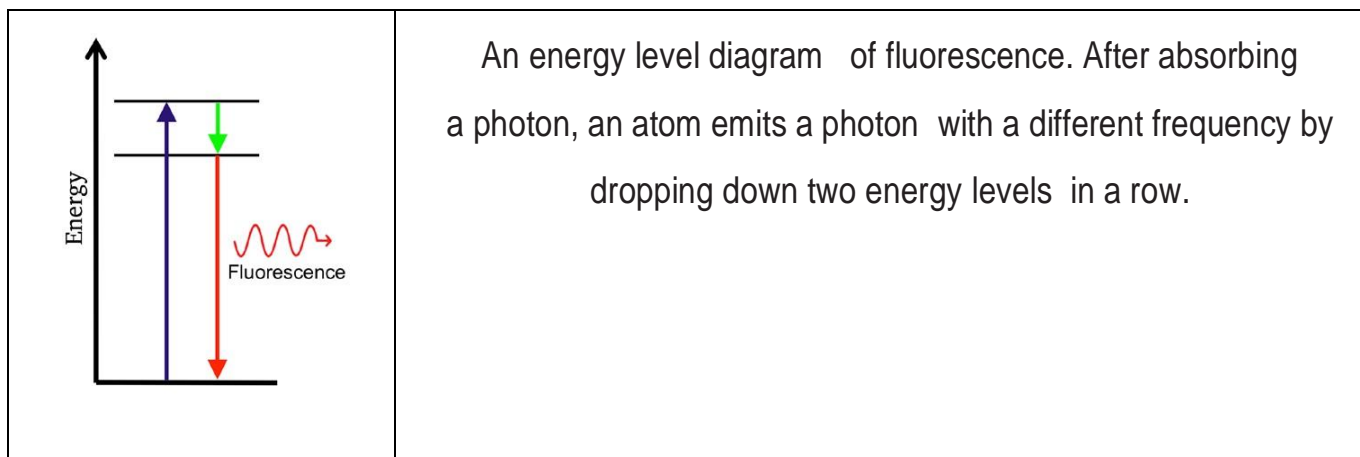 Energy
Fluorescence
An energy level diagram of fluorescence. After absorbing
a photon, an atom emits a photon with a different frequency by
dropping down two energy levels in a row.